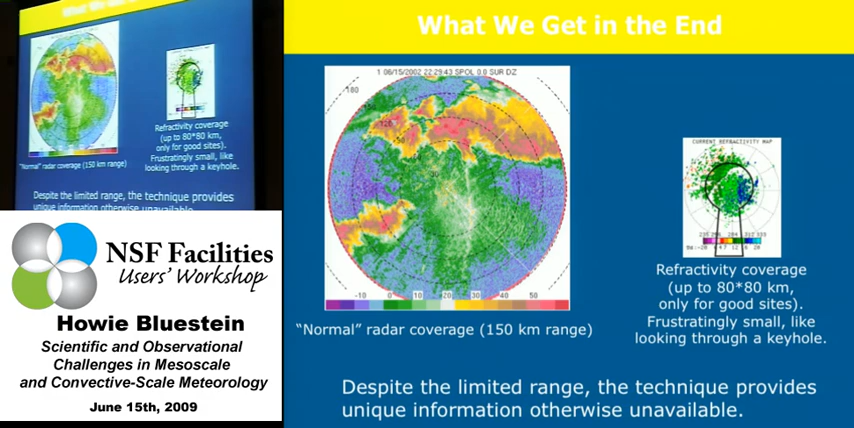 What We Get in the End
1 06/15/2002 22:29:43 SPOL 0.0 SUR DZ
180
-120
-10 0 10 20 30 40 50
"Normal" radar coverage (150 km range)
CURRENT REFRACTIVITY MAP
Refractivity coverage
(up to 80*80 km,
only for good sites).
Frustratingly small, like
looking through a keyhole.
Despite the limited range, the technique provides
unique information otherwise unavailable.
"Normal" radar coverage (150 km range)
Refractivity coverage
(up to 80*80 km,
only for good sites).
Frustratingly small, like
looking through a keyhole.
Despite the limited range, the technique provides
unique information otherwise unavailable.
NSF Facilities
Users' Workshop
Howie Bluestein
Scientific and Observational
Challenges in Mesoscale
and Convective-Scale Meteorology
June 15th, 2009